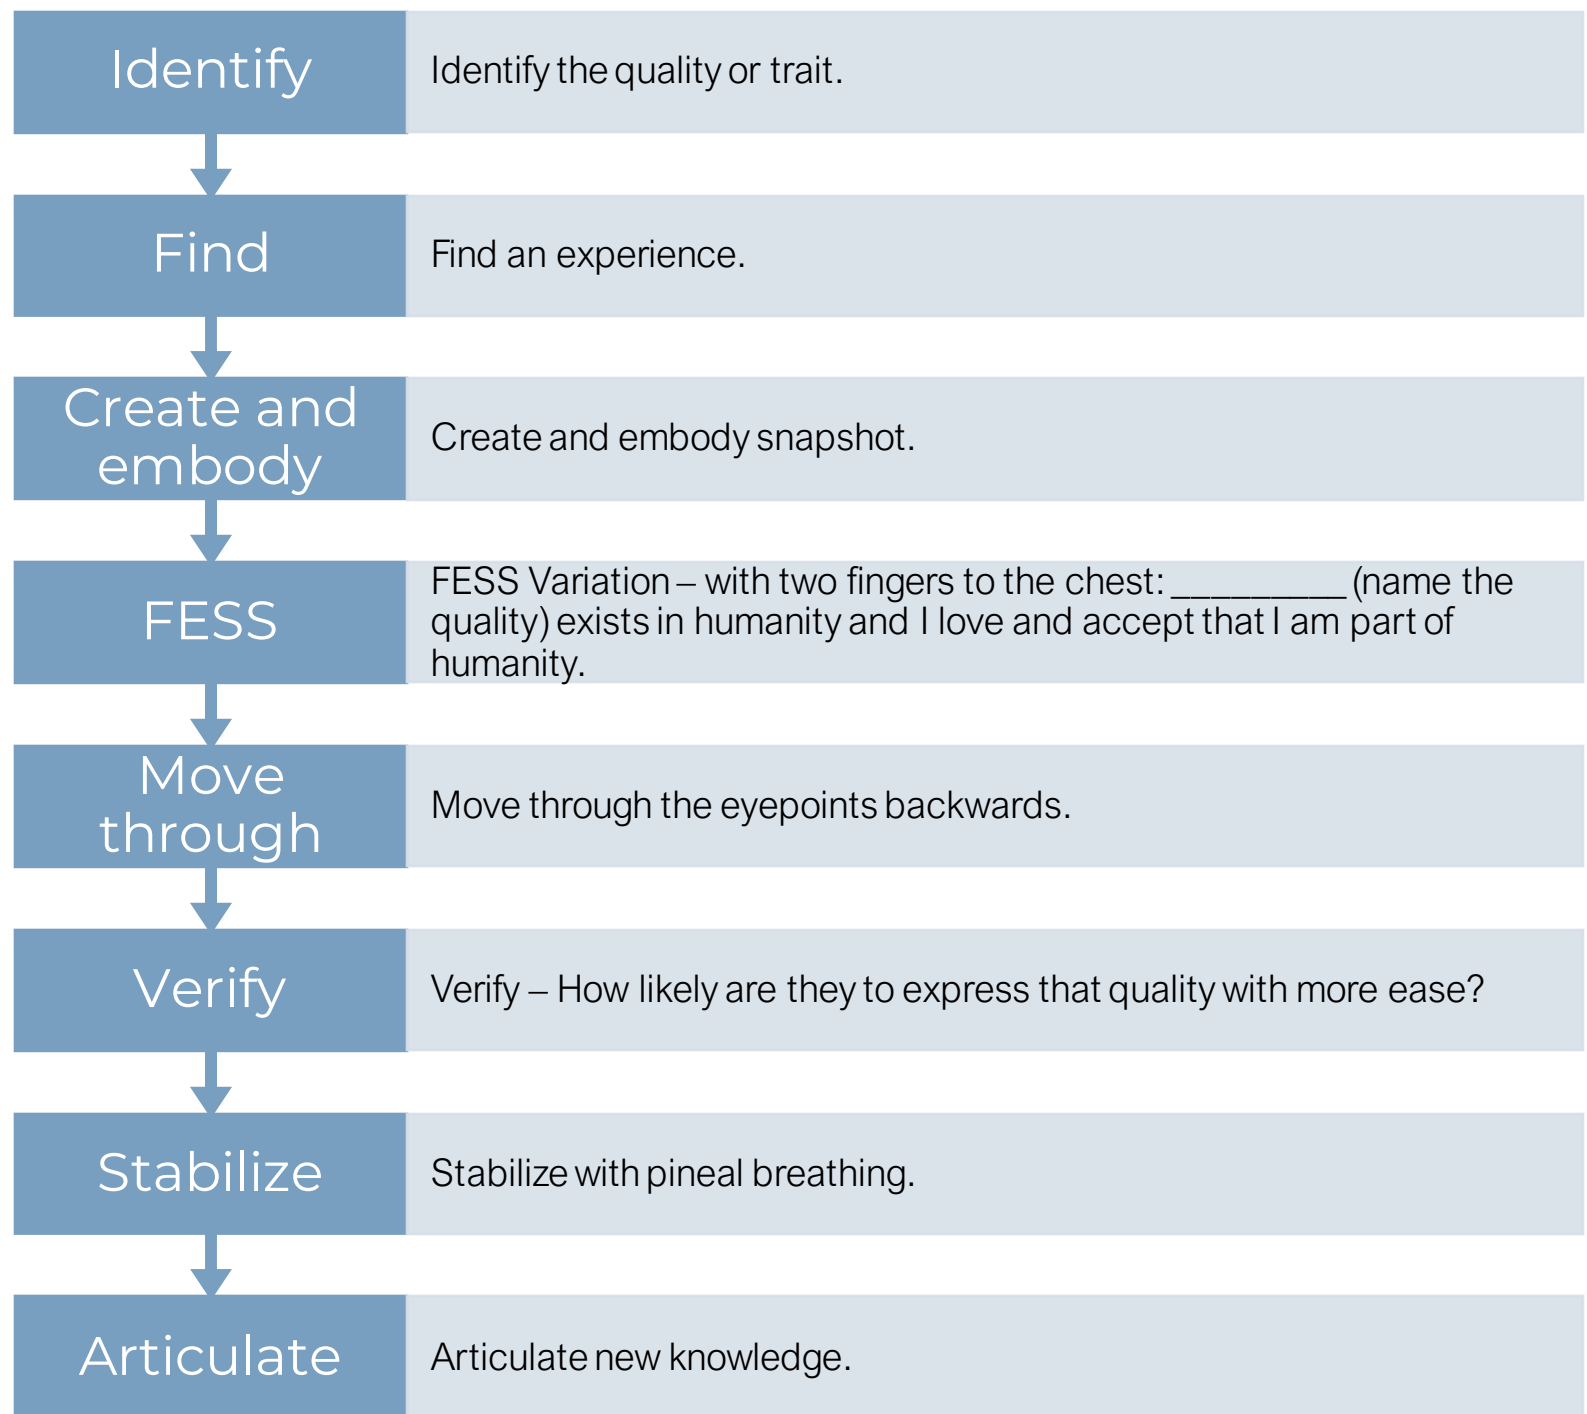 Identify
Identify the quality or trait.
Find
Find an experience.
Create and
embody
Create and embody snapshot.
FESS
FESS Variation – with two fingers to the chest: _________ (name the
quality) exists in humanity and I love and accept that I am part of
humanity.
Move
through
Move through the eyepoints backwards.
Verify
Verify – How likely are they to express that quality with more ease?
Stabilize
Stabilize with pineal breathing.
Articulate
Articulate new knowledge.